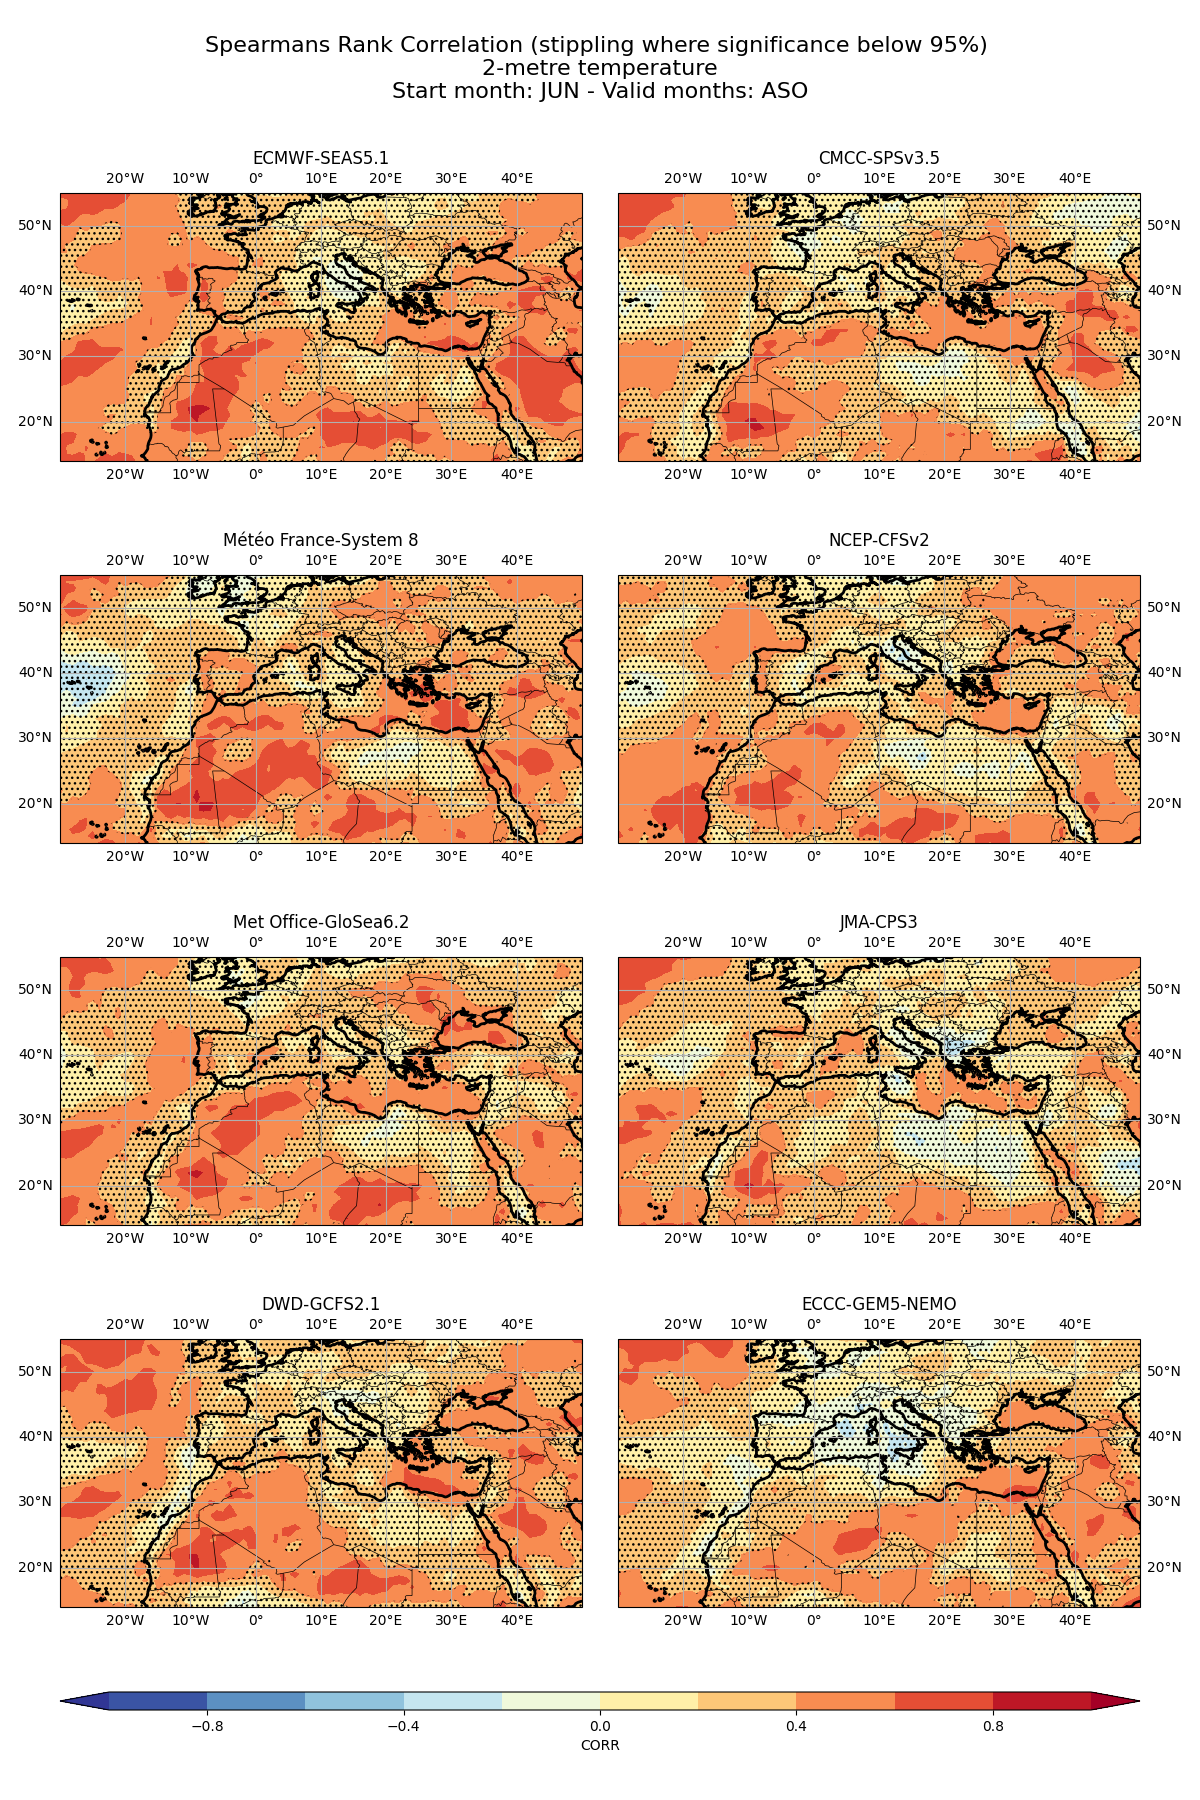 Spearmans Rank Correlation (stippling where significance below 95%)
2-metre temperature
Start month: JUN - Valid months: ASO
ECMWF-SEAS5.1
20°W 10°W 0° 10°E 20°E 30°E 40°E
50°N
40°N
30°N
20°N
20°W 10°W 0° 10°E 20°E 30°E 40°E
CMCC-SPSv3.5
20°W 10°W 0° 10°E 20°E 30°E 40°E
50°N
40°N
30°N
20°N
20°W 10°W 0° 10°E 20°E 30°E 40°E
Météo France-System 8
20°W 10°W 0° 10°E 20°E 30°E 40°E
50°N
40°N
30°N
20°N
20°W 10°W 0° 10°E 20°E 30°E 40°E
NCEP-CFSv2
20°W 10°W 0° 10°E 20°E 30°E 40°E
50°N
40°N
30°N
20°N
20°W 10°W 0° 10°E 20°E 30°E 40°E
Met Office-GloSea6.2
20°W 10°W 0° 10°E 20°E 30°E 40°E
50°N
40°N
30°N
20°N
20°W 10°W 0° 10°E 20°E 30°E 40°E
JMA-CPS3
20°W 10°W 0° 10°E 20°E 30°E 40°E
50°N
40°N
30°N
20°N
20°W 10°W 0° 10°E 20°E 30°E 40°E
DWD-GCFS2.1
20°W 10°W 0° 10°E 20°E 30°E 40°E
50°N
40°N
30°N
20°N
20°W 10°W 0° 10°E 20°E 30°E 40°E
ECCC-GEM5-NEMO
20°W 10°W 0° 10°E 20°E 30°E 40°E
50°N
40°N
30°N
20°N
20°W 10°W 0° 10°E 20°E 30°E 40°E
−0.8 −0.4 0.0 0.4 0.8
CORR